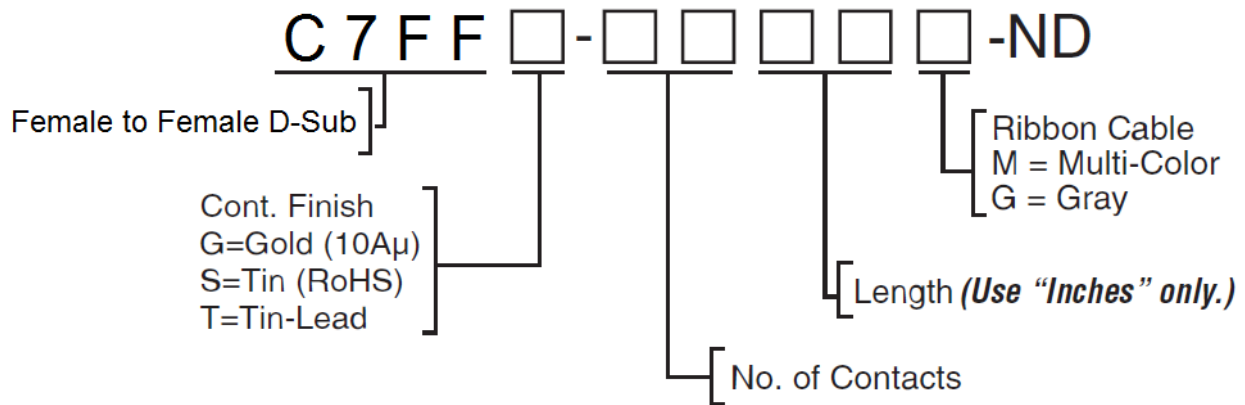 C 7 F F □ - □ □ □ □ □ -ND
Female to Female D-Sub
Ribbon Cable
M = Multi-Color
G = Gray
Cont. Finish
G=Gold (10Aµ)
S=Tin (RoHS)
T=Tin-Lead
Length (Use “Inches” only.)
No. of Contacts